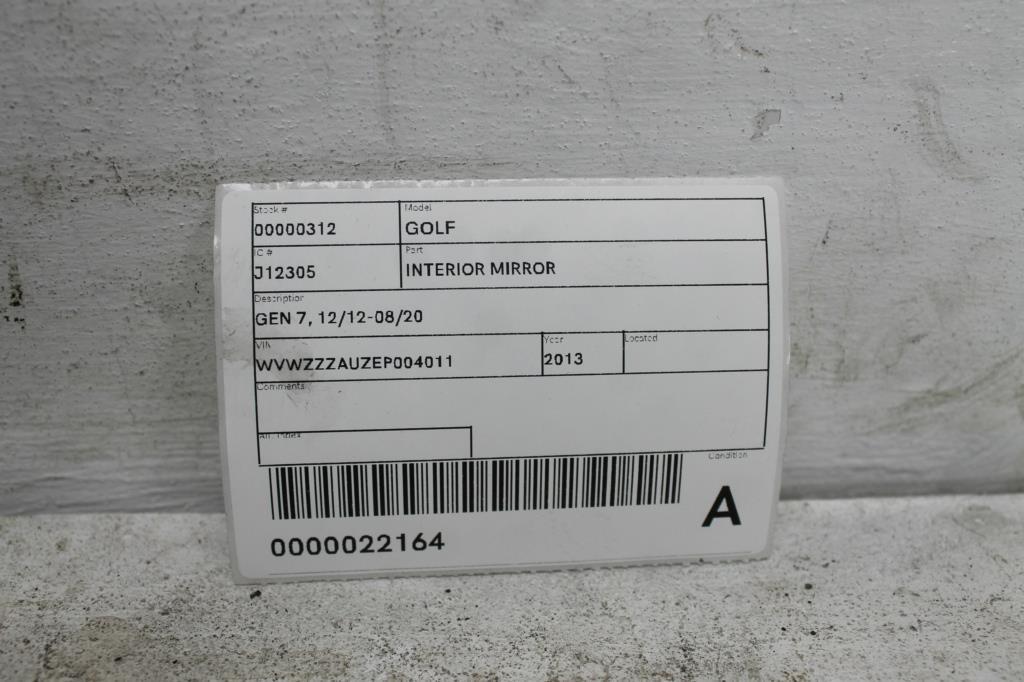 Stock # Model
00000312 GOLF
IC # Part
J12305 INTERIOR MIRROR
Description
GEN 7, 12/12-08/20
VIN Year Located
WVWZZZAUZEP004011 2013
Comments
Alt. Index
Condition
A
0000022164